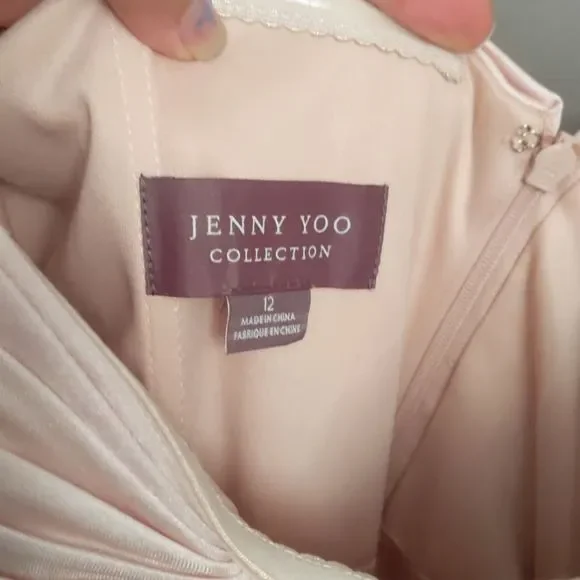 JENNY YOO
COLLECTION
12
MADE IN CHINA
FABRIQUE EN CHINE